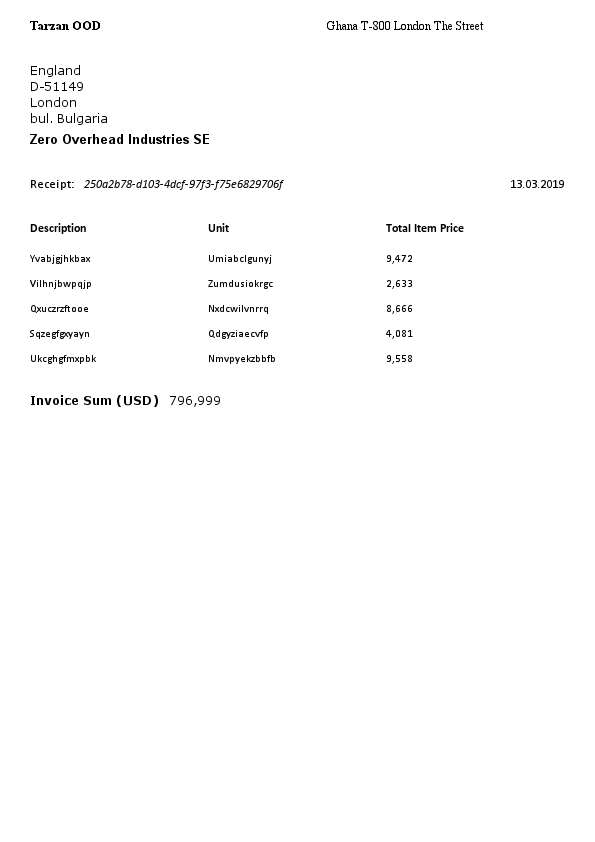 Tarzan OOD Ghana T-800 London The Street
England
D-51149
London
bul. Bulgaria
Zero Overhead Industries SE
Receipt: 250a2b78-d103-4dcf-97f3-f75e6829706f 13.03.2019
Description Unit Total Item Price
Yvabjgjhkbax Umiabclgunyj 9,472
Vilhnjbwpqjp Zumdusiokrgc 2,633
Qxuczrzftooe Nxdcwilvnrrq 8,666
Sqzegfgxyayn Qdgyziaecvfp 4,081
Ukcghgfmxpbk Nmvpyekzbbfb 9,558
Invoice Sum (USD) 796,999